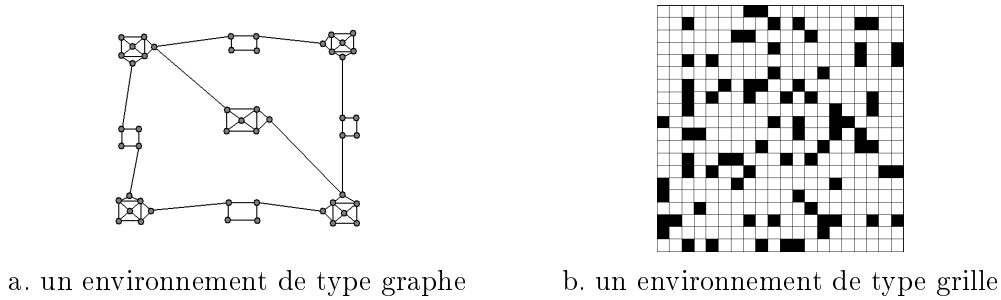 a. un environnement de type graphe
b. un environnement de type grille